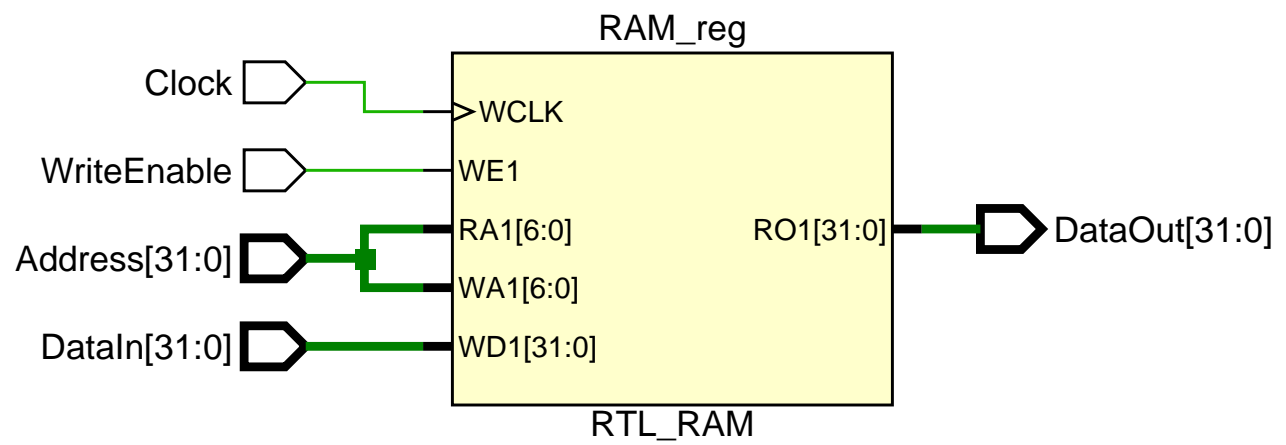 RAM_reg
Clock
WCLK
WriteEnable
WE1
Address[31:0]
RA1[6:0]
WA1[6:0]
RO1[31:0]
DataOut[31:0]
DataIn[31:0]
WD1[31:0]
RTL_RAM